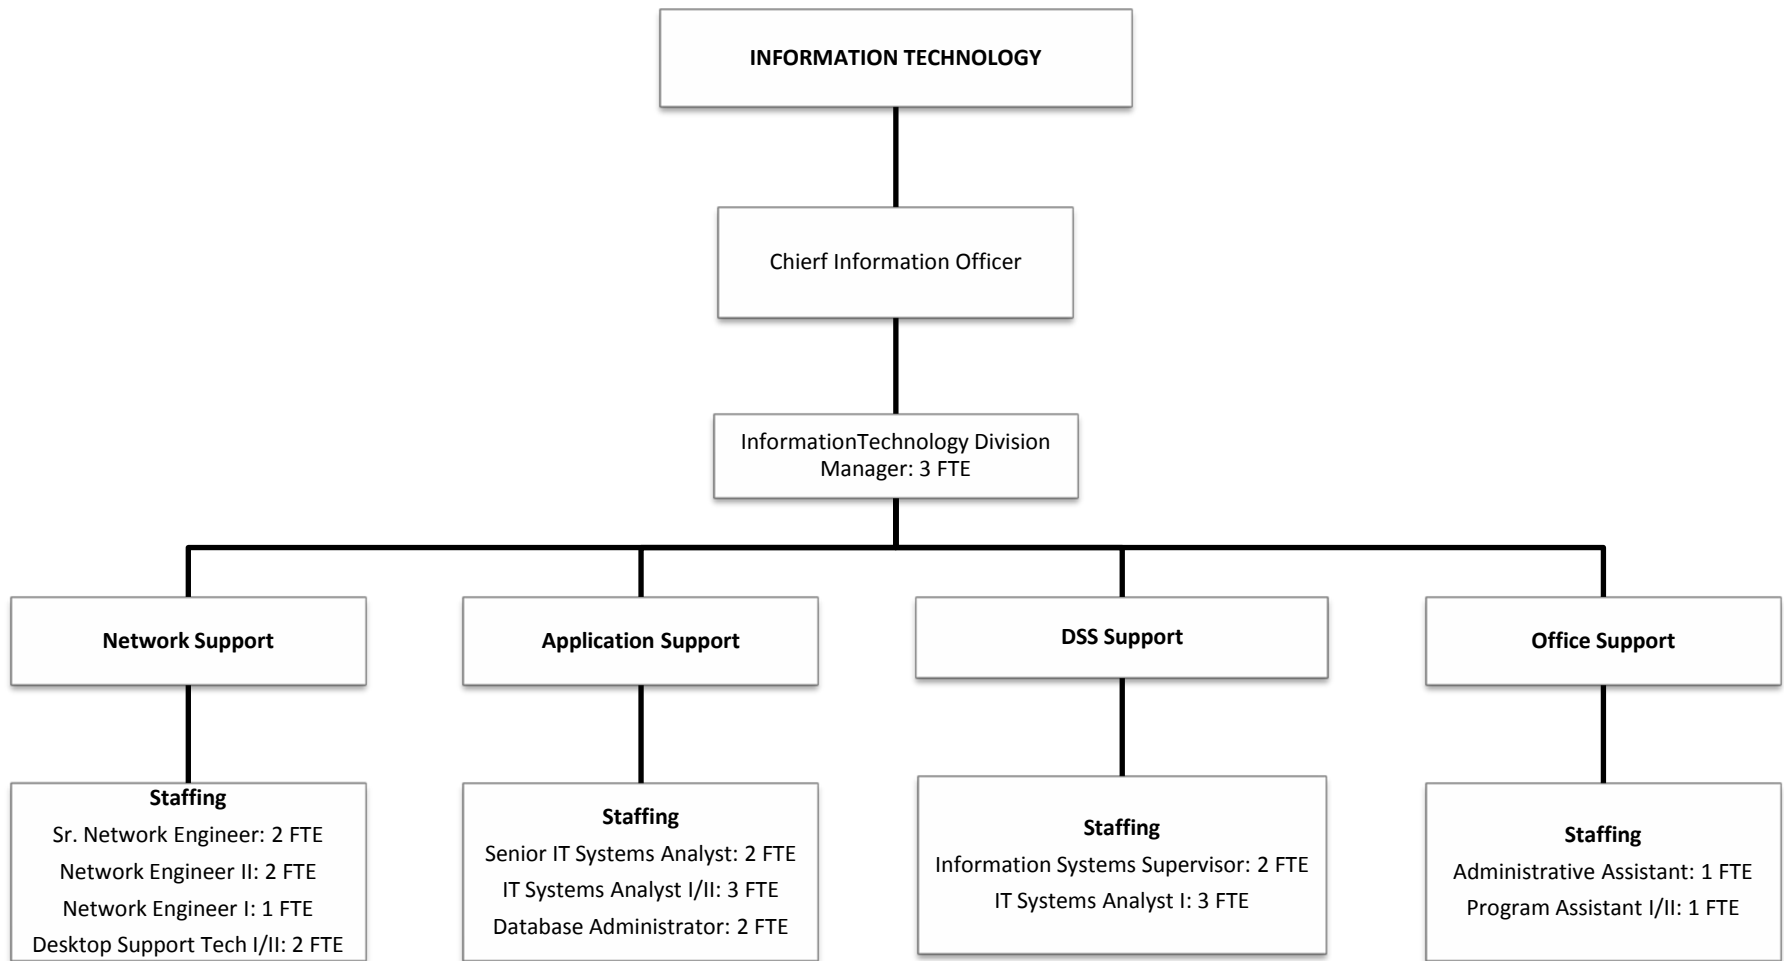 INFORMATION TECHNOLOGY
Chierf Information Officer
InformationTechnology Division
Manager: 3 FTE
Network Support
Application Support
DSS Support
Office Support
Staffing
Sr. Network Engineer: 2 FTE
Network Engineer II: 2 FTE
Network Engineer I: 1 FTE
Desktop Support Tech I/II: 2 FTE
Staffing
Senior IT Systems Analyst: 2 FTE
IT Systems Analyst I/II: 3 FTE
Database Administrator: 2 FTE
Staffing
Information Systems Supervisor: 2 FTE
IT Systems Analyst I: 3 FTE
Staffing
Administrative Assistant: 1 FTE
Program Assistant I/II: 1 FTE